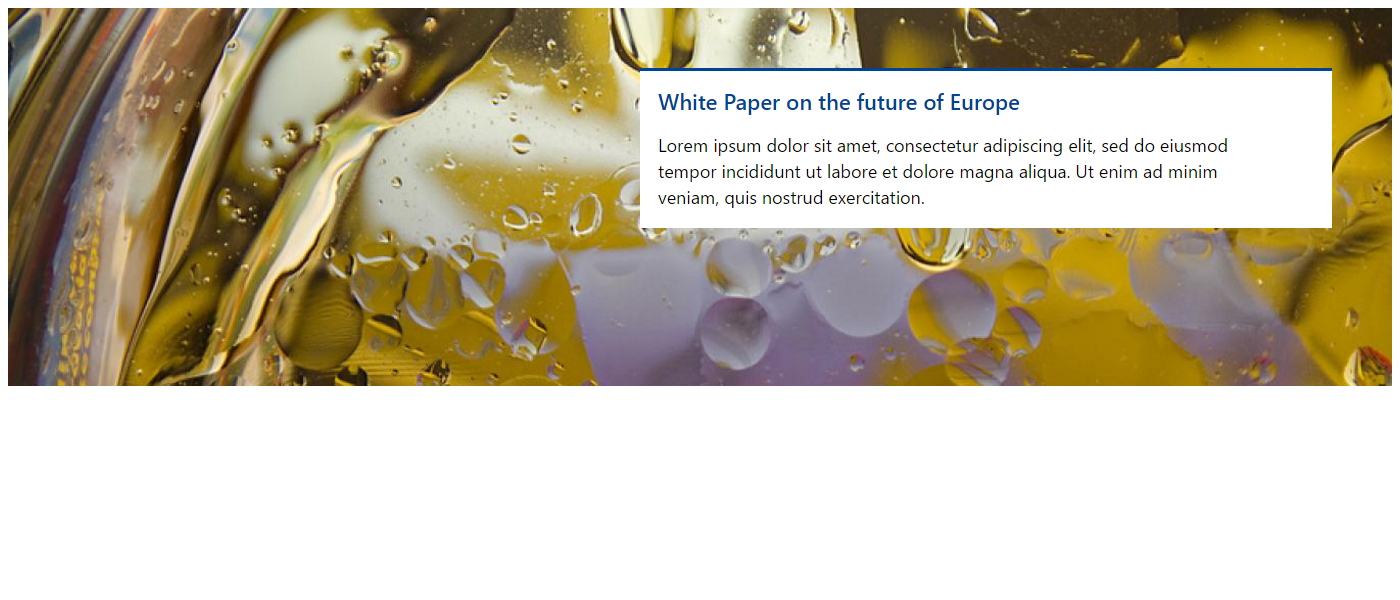 White Paper on the future of Europe
Lorem ipsum dolor sit amet, consectetur adipiscing elit, sed do eiusmod
tempor incididunt ut labore et dolore magna aliqua. Ut enim ad minim
veniam, quis nostrud exercitation.